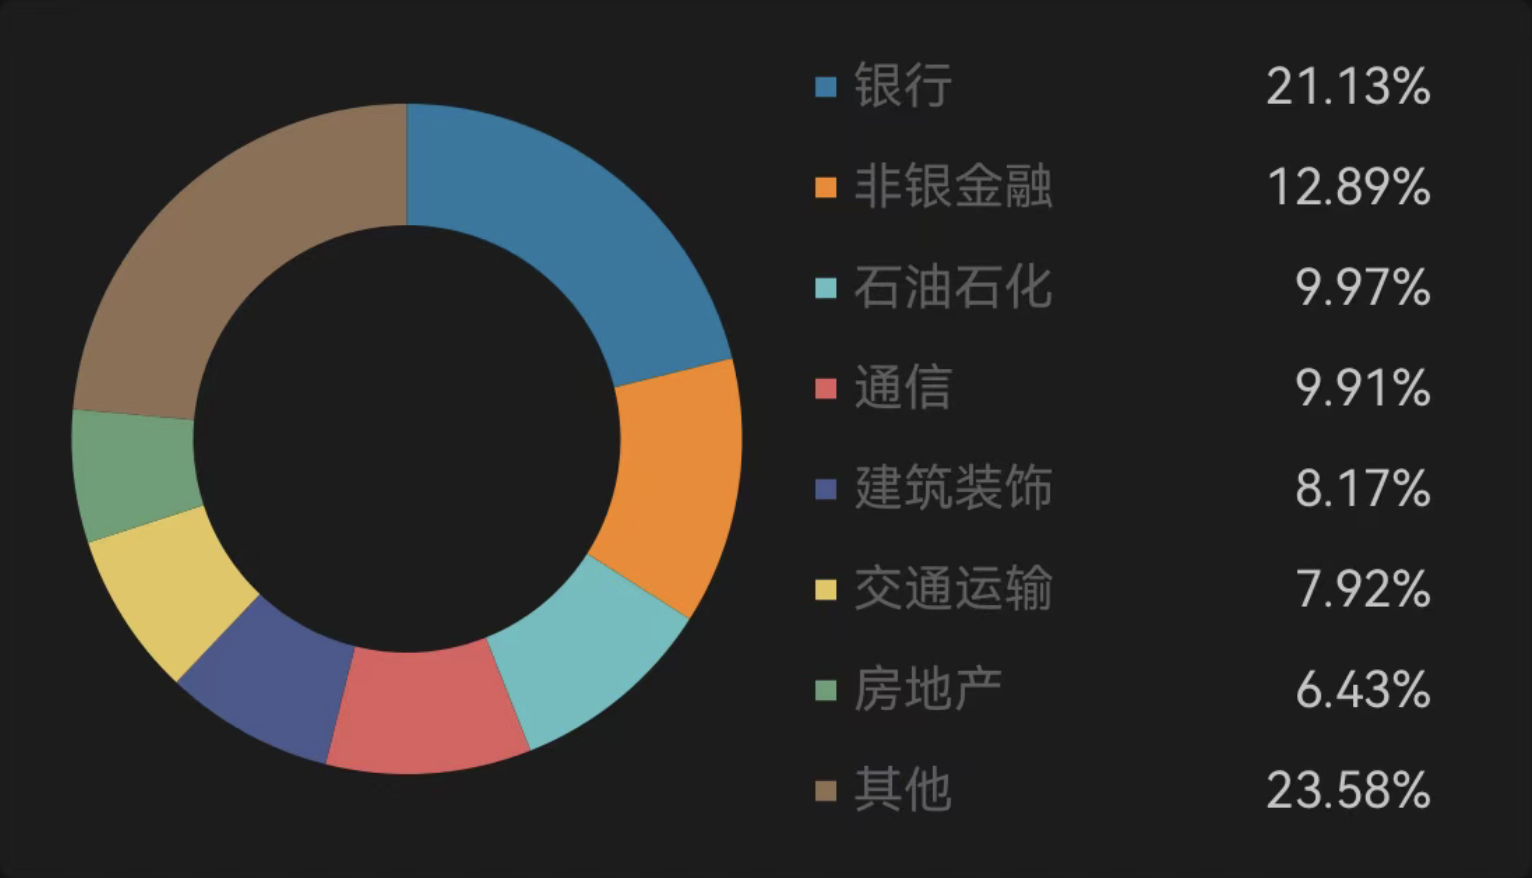 银行 21.13%
非银金融 12.89%
石油石化 9.97%
通信 9.91%
建筑装饰 8.17%
交通运输 7.92%
房地产 6.43%
其他 23.58%